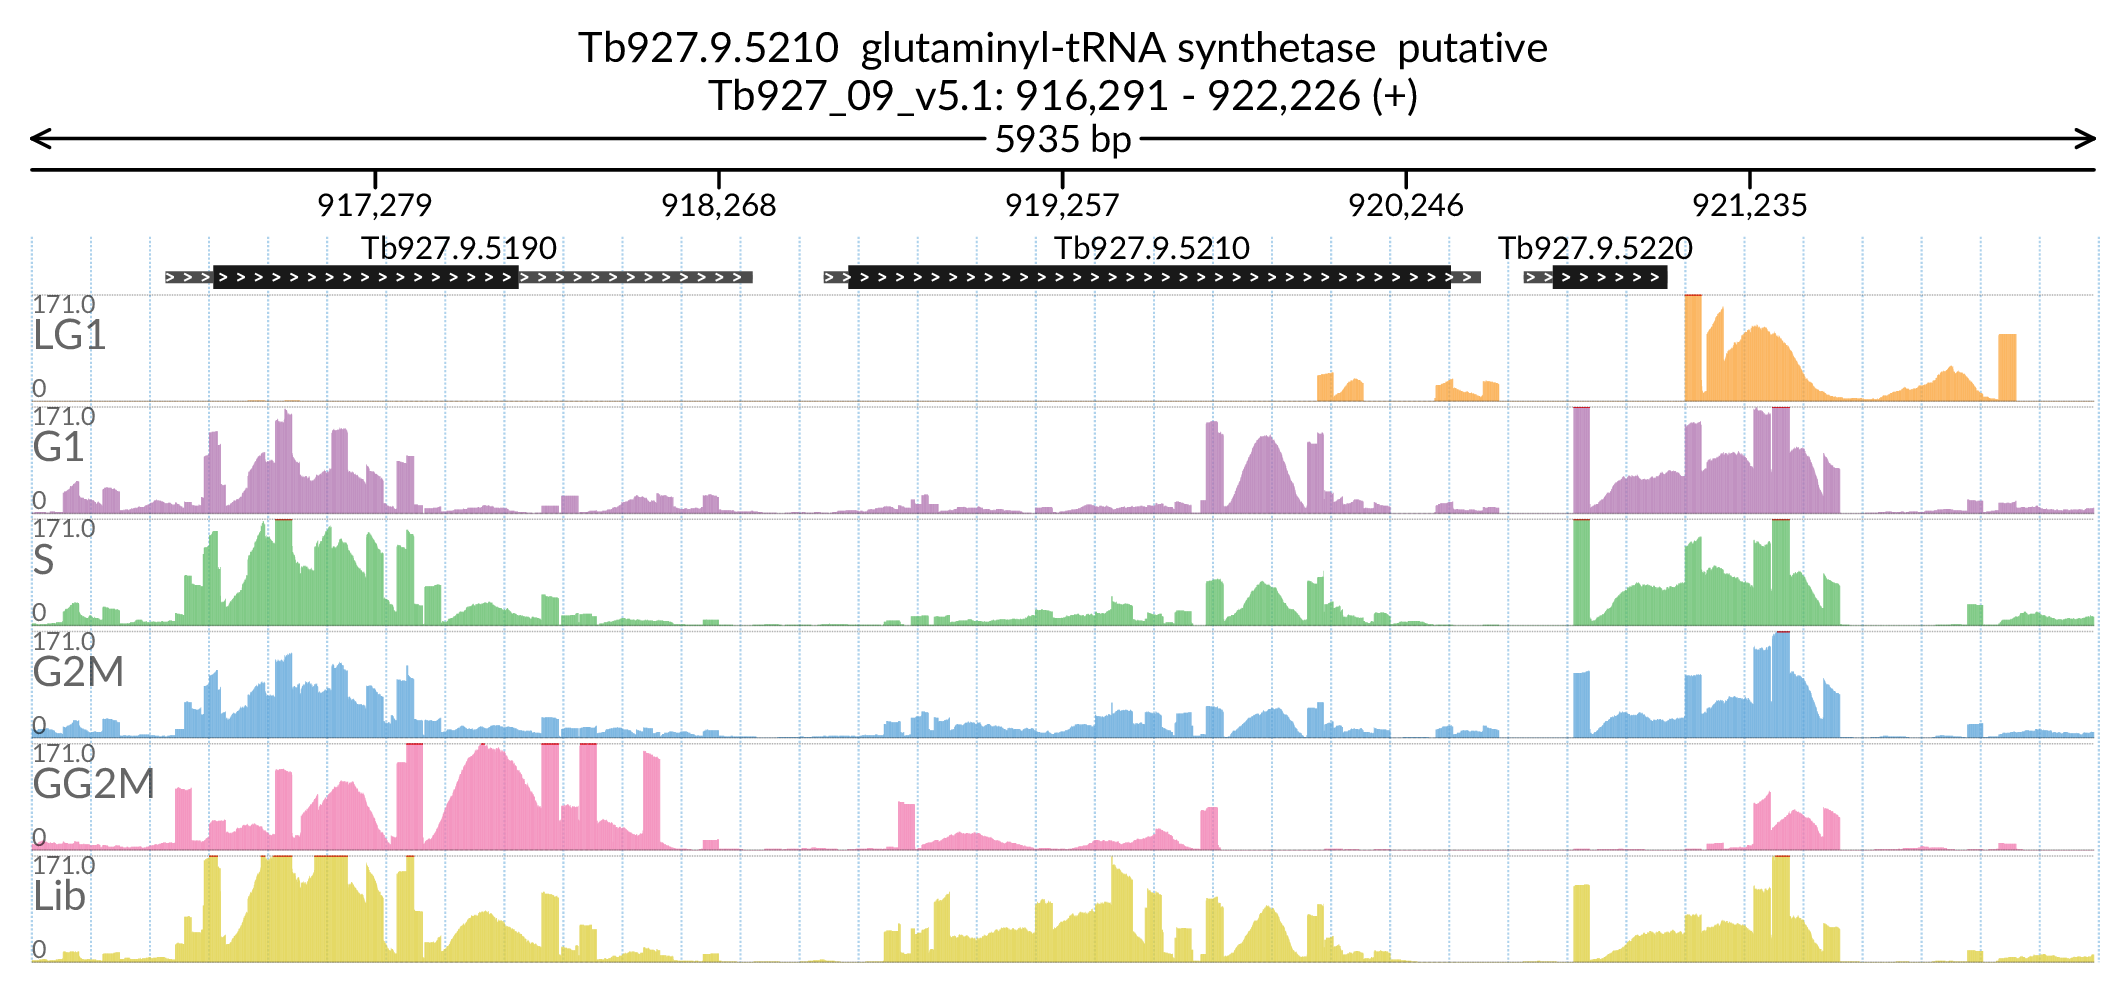 Tb927.9.5210  glutaminyl-tRNA synthetase  putative
Tb927_09_v5.1: 916,291 - 922,226 (+)
5935 bp
917,279 918,268 919,257 920,246 921,235
Tb927.9.5190 Tb927.9.5210 Tb927.9.5220
171.0
LG1
0
171.0
G1
0
171.0
S
0
171.0
G2M
0
171.0
GG2M
0
171.0
Lib
0